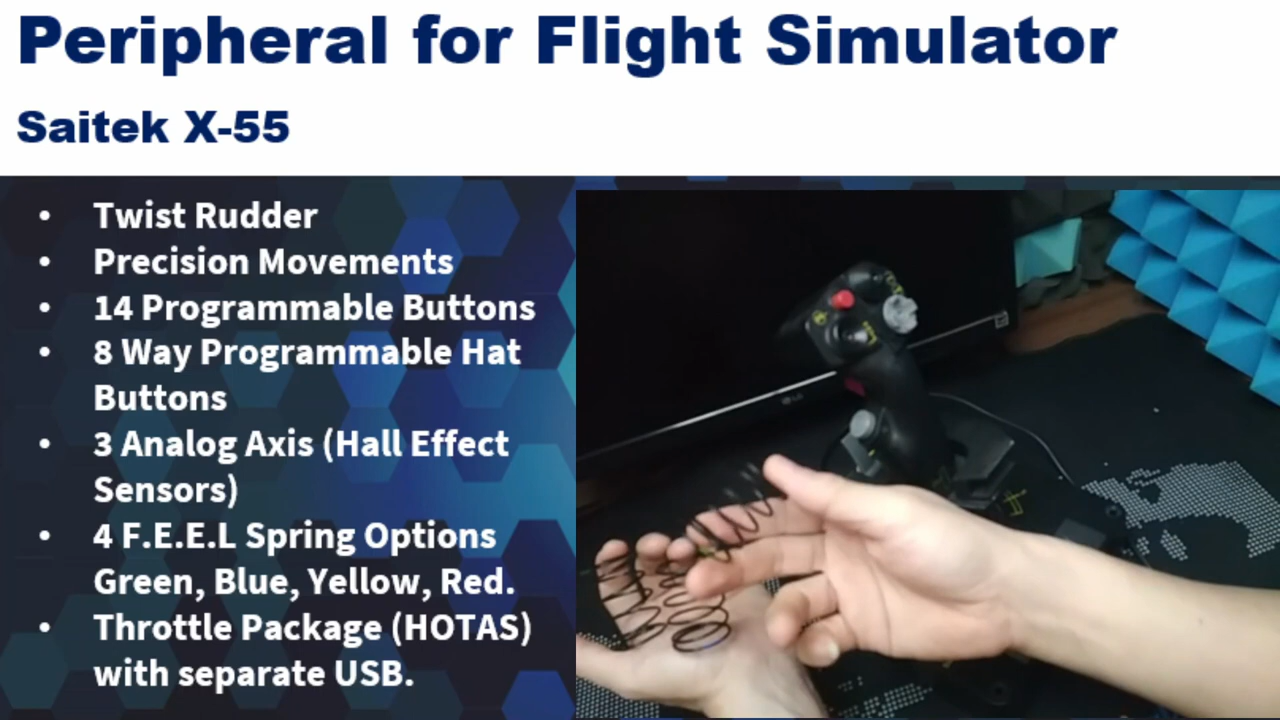 Peripheral for Flight Simulator
Saitek X-55
• Twist Rudder
• Precision Movements
• 14 Programmable Buttons
• 8 Way Programmable Hat
Buttons
• 3 Analog Axis (Hall Effect
Sensors)
• 4 F.E.E.L Spring Options
Green, Blue, Yellow, Red.
• Throttle Package (HOTAS)
with separate USB.
LG